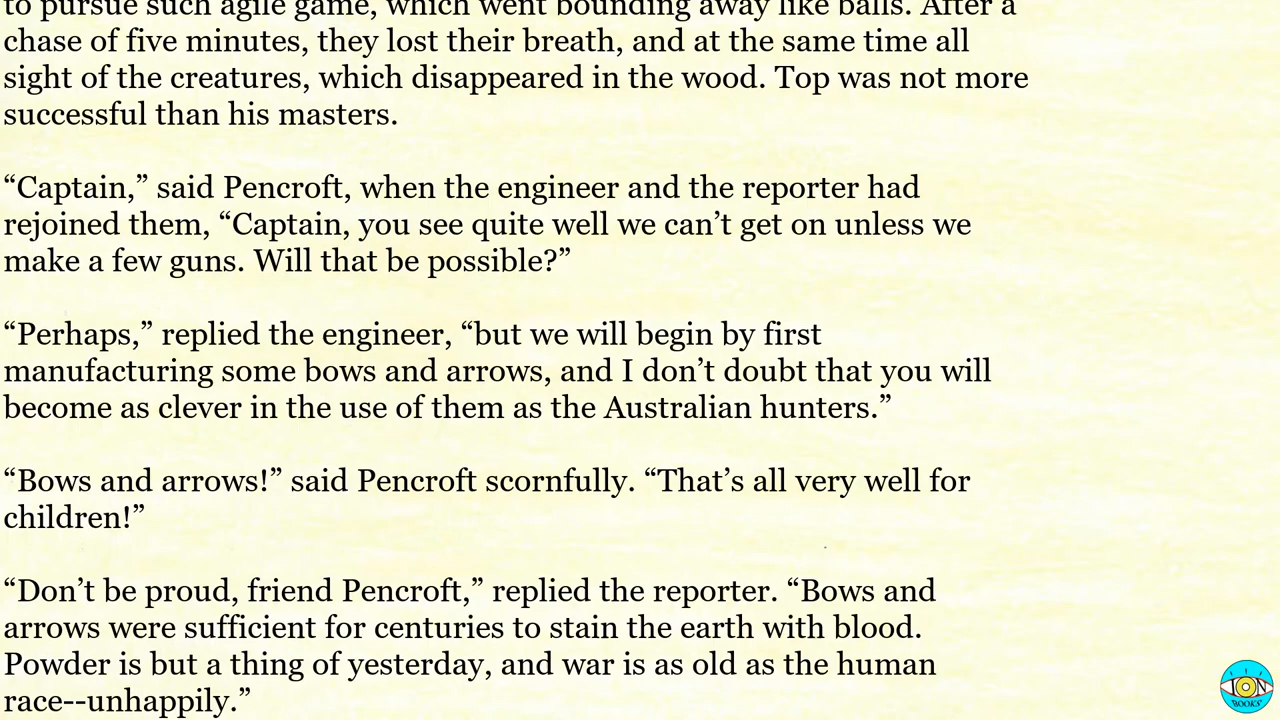 to pursue such agile game, which went bounding away like balls. After a
chase of five minutes, they lost their breath, and at the same time all
sight of the creatures, which disappeared in the wood. Top was not more
successful than his masters.
“Captain,” said Pencroft, when the engineer and the reporter had
rejoined them, “Captain, you see quite well we can’t get on unless we
make a few guns. Will that be possible?”
“Perhaps,” replied the engineer, “but we will begin by first
manufacturing some bows and arrows, and I don’t doubt that you will
become as clever in the use of them as the Australian hunters.”
“Bows and arrows!” said Pencroft scornfully. “That’s all very well for
children!”
“Don’t be proud, friend Pencroft,” replied the reporter. “Bows and
arrows were sufficient for centuries to stain the earth with blood.
Powder is but a thing of yesterday, and war is as old as the human
race--unhappily.”
ION
BOOKS